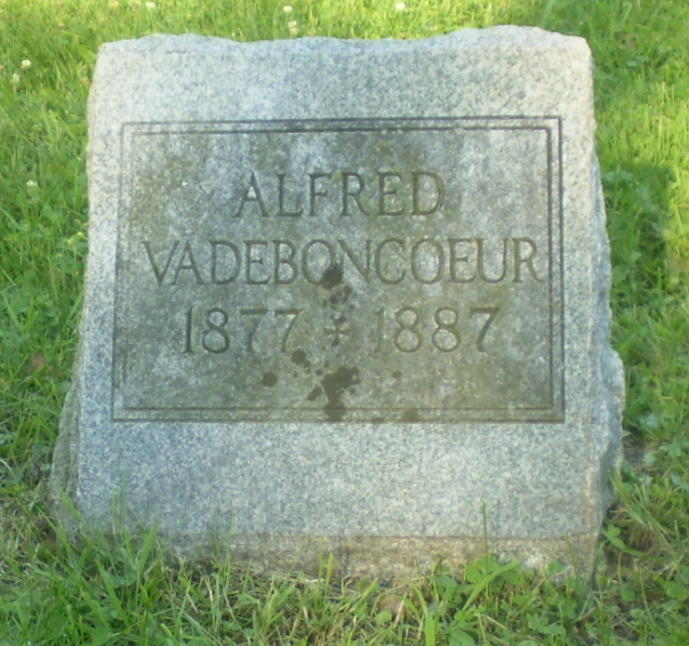 ALFRED
VADEBONCOEUR
1877 + 1887